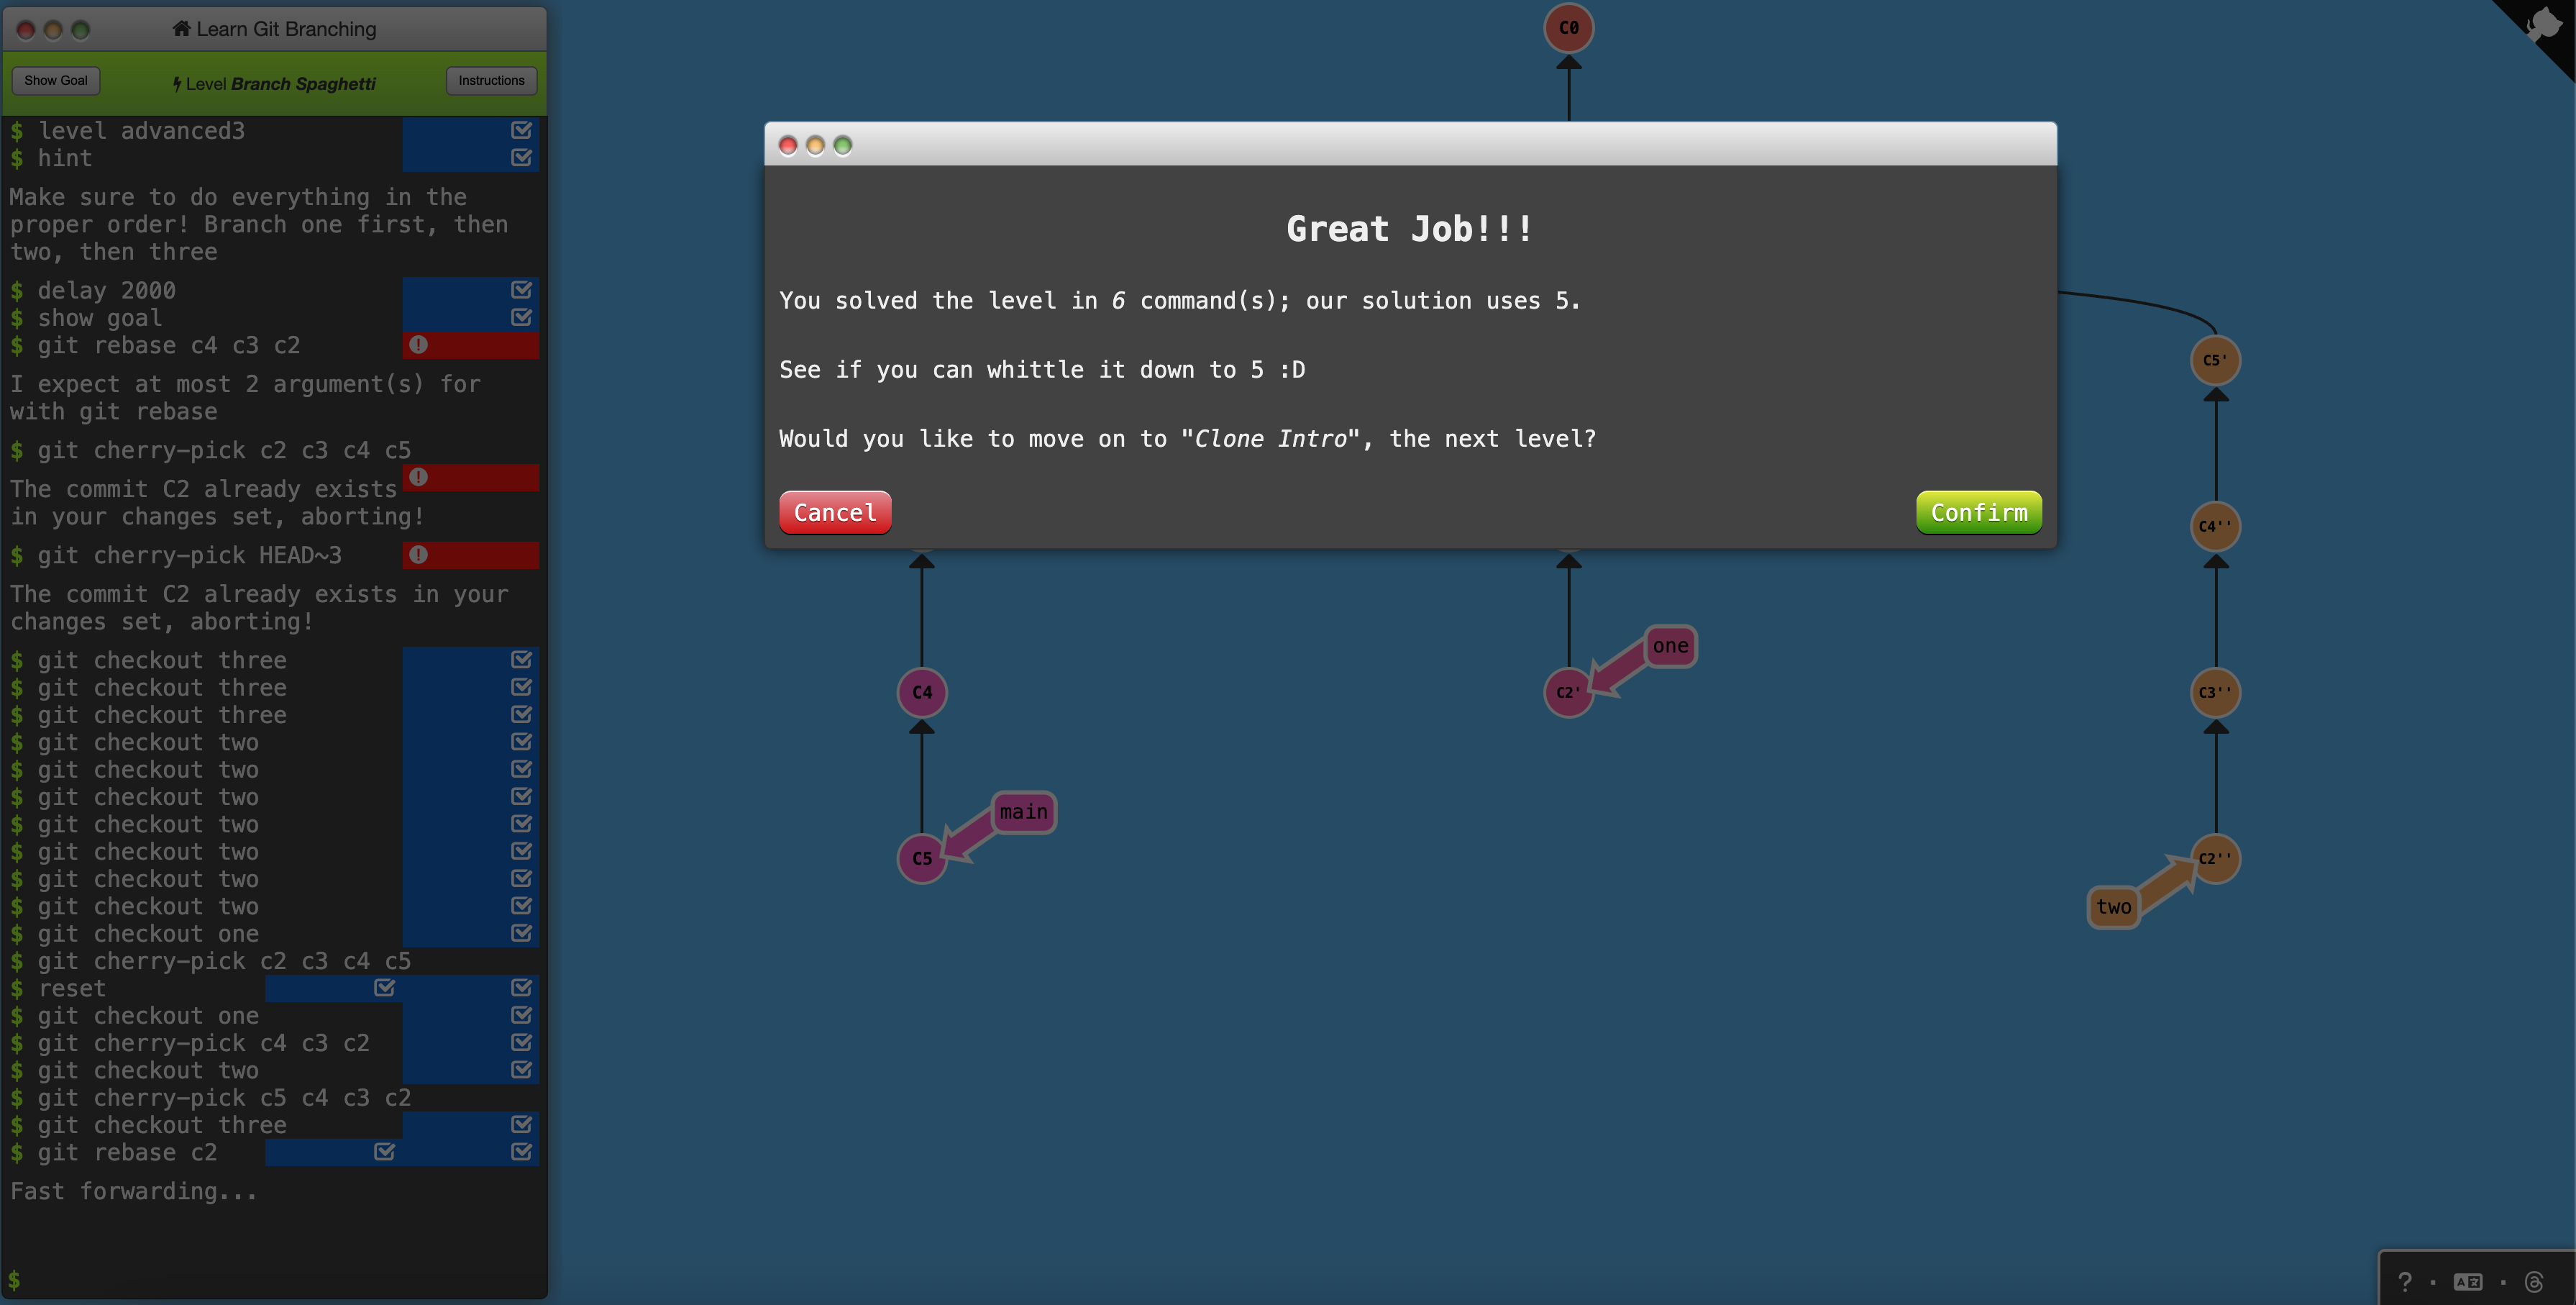 Learn Git Branching
Show Goal
Level Branch Spaghetti
Instructions
$ level advanced3
$ hint
Make sure to do everything in the
proper order! Branch one first, then
two, then three
$ delay 2000
$ show goal
$ git rebase c4 c3 c2
I expect at most 2 argument(s) for
with git rebase
$ git cherry-pick c2 c3 c4 c5
The commit C2 already exists
in your changes set, aborting!
$ git cherry-pick HEAD~3
The commit C2 already exists in your
changes set, aborting!
$ git checkout three
$ git checkout three
$ git checkout three
$ git checkout two
$ git checkout two
$ git checkout two
$ git checkout two
$ git checkout two
$ git checkout two
$ git checkout two
$ git checkout one
$ git cherry-pick c2 c3 c4 c5
$ reset
$ git checkout one
$ git cherry-pick c4 c3 c2
$ git checkout two
$ git cherry-pick c5 c4 c3 c2
$ git checkout three
$ git rebase c2
Fast forwarding...
$
C0
Great Job!!!
You solved the level in 6 command(s); our solution uses 5.
See if you can whittle it down to 5 :D
Would you like to move on to "Clone Intro", the next level?
Cancel
Confirm
C5'
C4''
one
C4
C2'
C3''
main
C5
C2''
two
? · A ·